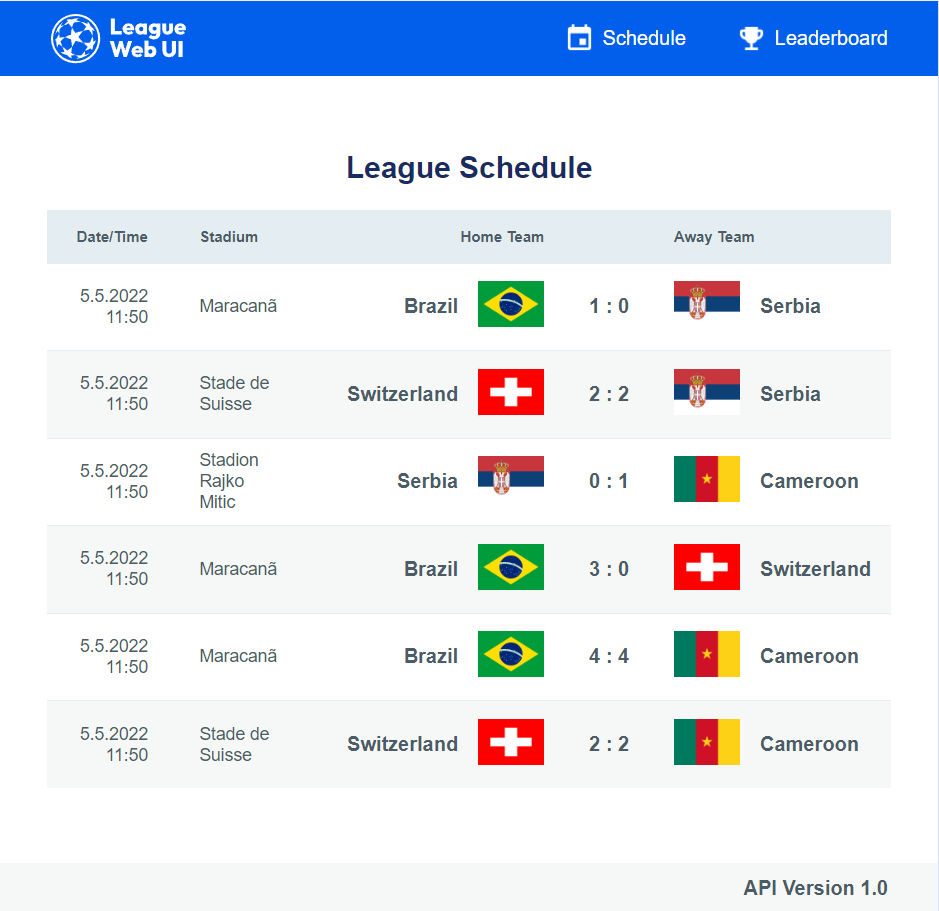 League
Web UI
Schedule
Leaderboard
League Schedule
Date/Time Stadium Home Team Away Team
5.5.2022
11:50
Maracanã
Brazil 1 : 0 Serbia
5.5.2022
11:50
Stade de
Suisse
Switzerland 2 : 2 Serbia
5.5.2022
11:50
Stadion
Rajko
Mitic
Serbia 0 : 1 Cameroon
5.5.2022
11:50
Maracanã
Brazil 3 : 0 Switzerland
5.5.2022
11:50
Maracanã
Brazil 4 : 4 Cameroon
5.5.2022
11:50
Stade de
Suisse
Switzerland 2 : 2 Cameroon
API Version 1.0